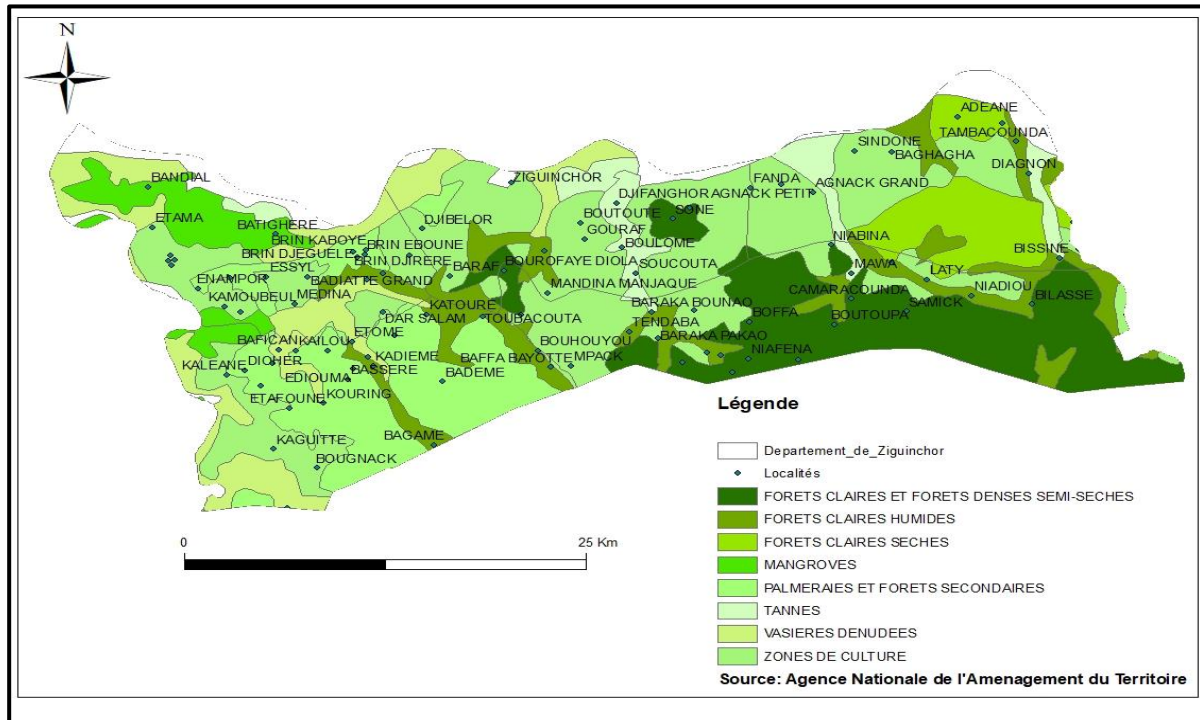 N
ADEANE
TAMBACOUNDA
SINDONE
BAGHAGHA
DIAGNON
BANDIAL
ZIGUINCHOR
FANDA
DJIFANGHOR AGNACK PETIT
AGNACK GRAND
ETAMA
BATIGHERE
DJIBELOR
BOUTOUTE
SONE
GOURAF
BRIN KABOYE
BRIN EBOUNE
BOULOME
NIABINA
BISSINE
BRIN DJEGUELE
BRIN DJIRERE
BARAF
BOUROFAYE DIOLA
SOUCOUTA
MAWA
LATY
ENAMPOR
ESSYL
BADIATTE GRAND
MANDINA MANJAQUE
CAMARACOUNDA
NIADIOU
BILASSE
KAMOUBEUL
MEDINA
KATOURE
BARAKA BOUNAO
BOFFA
SAMICK
DAR SALAM
TOUBACOUTA
TENDABA
BOUTOUPA
BAFICAN
KAILOU
ETOME
BARAKA PAKAO
BOUHOUYOU
KALEANE
DIOHER
KADIEME
BAFFA BAYOTTE
MPACK
NIAFENA
EDIOUMA
BASSERE
BADEME
ETAFOUNE
KOURING
KAGUITTE
BAGAME
BOUGNACK
0
25 Km
Légende
Departement_de_Ziguinchor
Localités
FORETS CLAIRES ET FORETS DENSES SEMI-SECHES
FORETS CLAIRES HUMIDES
FORETS CLAIRES SECHES
MANGROVES
PALMERAIES ET FORETS SECONDAIRES
TANNES
VASIERES DENUDEES
ZONES DE CULTURE
Source: Agence Nationale de l'Amenagement du Territoire